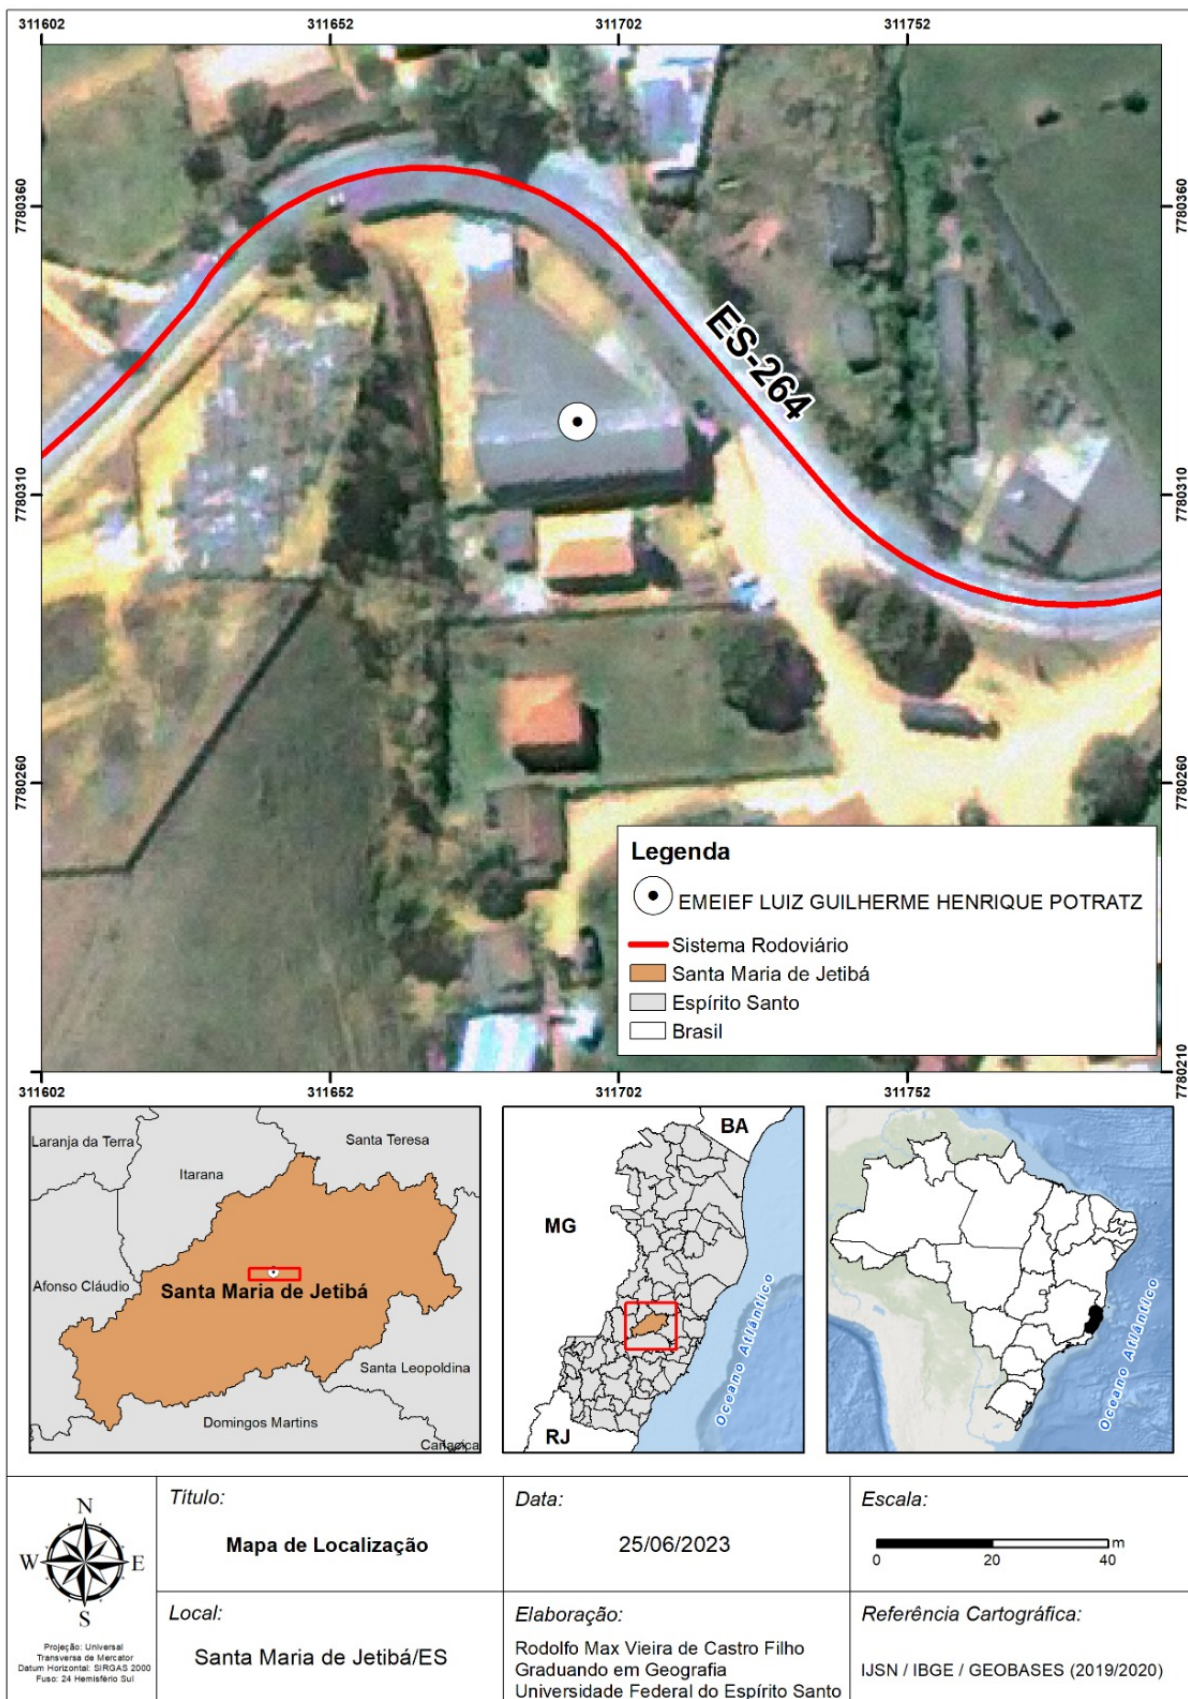 311602 311652 311702 311752
7780360 7780360
ES-264
7780310 7780310
7780260 7780260
Legenda
EMEIEF LUIZ GUILHERME HENRIQUE POTRATZ
Sistema Rodoviário
Santa Maria de Jetibá
Espírito Santo
Brasil
7780210
311602 311652 311702 311752
Laranja da Terra
Santa Teresa
Itarana
Afonso Cláudio
Santa Maria de Jetibá
Santa Leopoldina
Domingos Martins
Cariacica
BA
MG
Oceano Atlântico
RJ
Oceano Atlântico
N
W E
S
Projeção: Universal
Transversa de Mercator
Datum Horizontal: SIRGAS 2000
Fuso: 24 Hemisfério Sul
Título:
Mapa de Localização
Data:
25/06/2023
Escala:
m
0 20 40
Local:
Santa Maria de Jetibá/ES
Elaboração:
Rodolfo Max Vieira de Castro Filho
Graduando em Geografia
Universidade Federal do Espírito Santo
Referência Cartográfica:
IJSN / IBGE / GEOBASES (2019/2020)